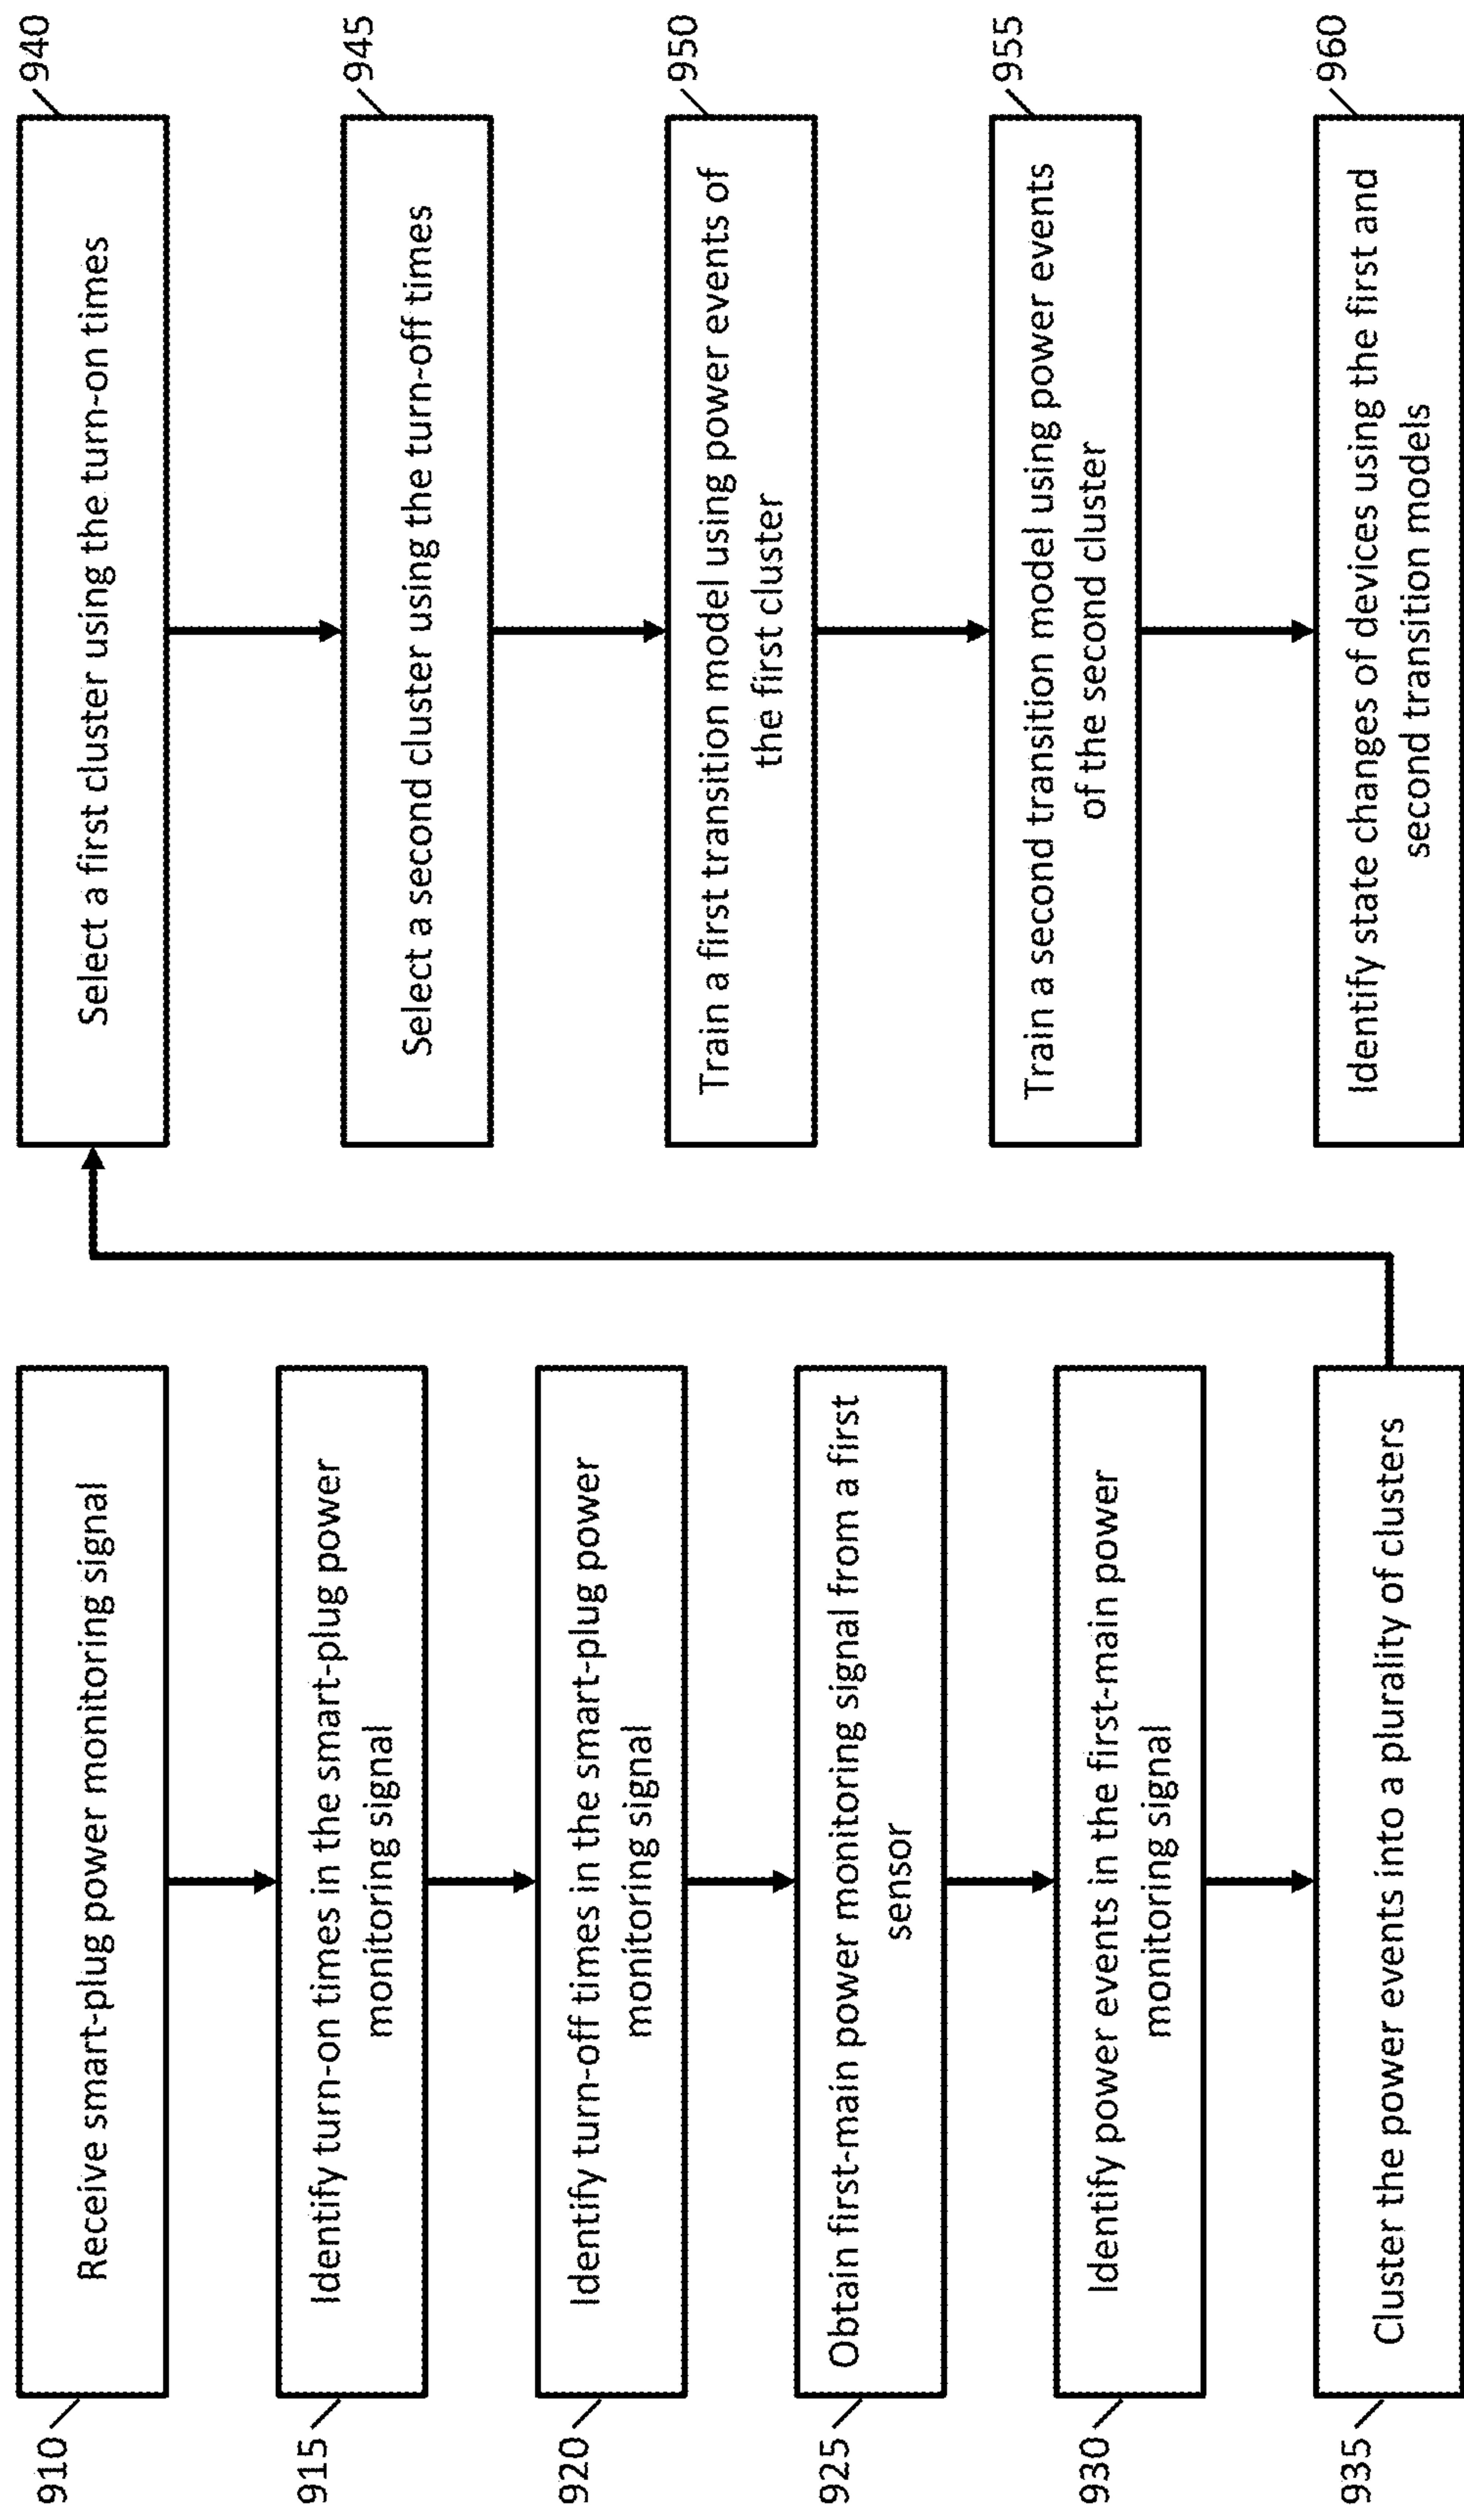 910
Receive smart-plug power monitoring signal
915
Identify turn-on times in the smart-plug power
monitoring signal
920
Identify turn-off times in the smart-plug power
monitoring signal
925
Obtain first-main power monitoring signal from a first
sensor
930
Identify power events in the first-main power
monitoring signal
935
Cluster the power events into a plurality of clusters
940
Select a first cluster using the turn-on times
945
Select a second cluster using the turn-off times
950
Train a first transition model using power events of
the first cluster
955
Train a second transition model using power events
of the second cluster
960
Identify state changes of devices using the first and
second transition models